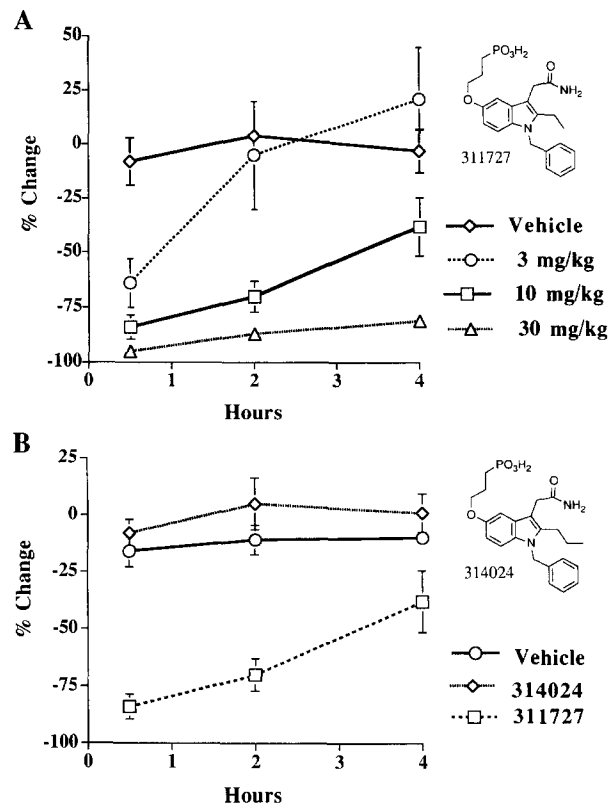 A
% Change
50
25
0
-25
-50
-75
-100
0
1
2
3
4
Hours
PO3H2
O
NH2
O
N
311727
Vehicle
3 mg/kg
10 mg/kg
30 mg/kg
B
% Change
25
0
-25
-50
-75
-100
0
2
4
Hours
PO3H2
O
NH2
O
N
314024
Vehicle
314024
311727